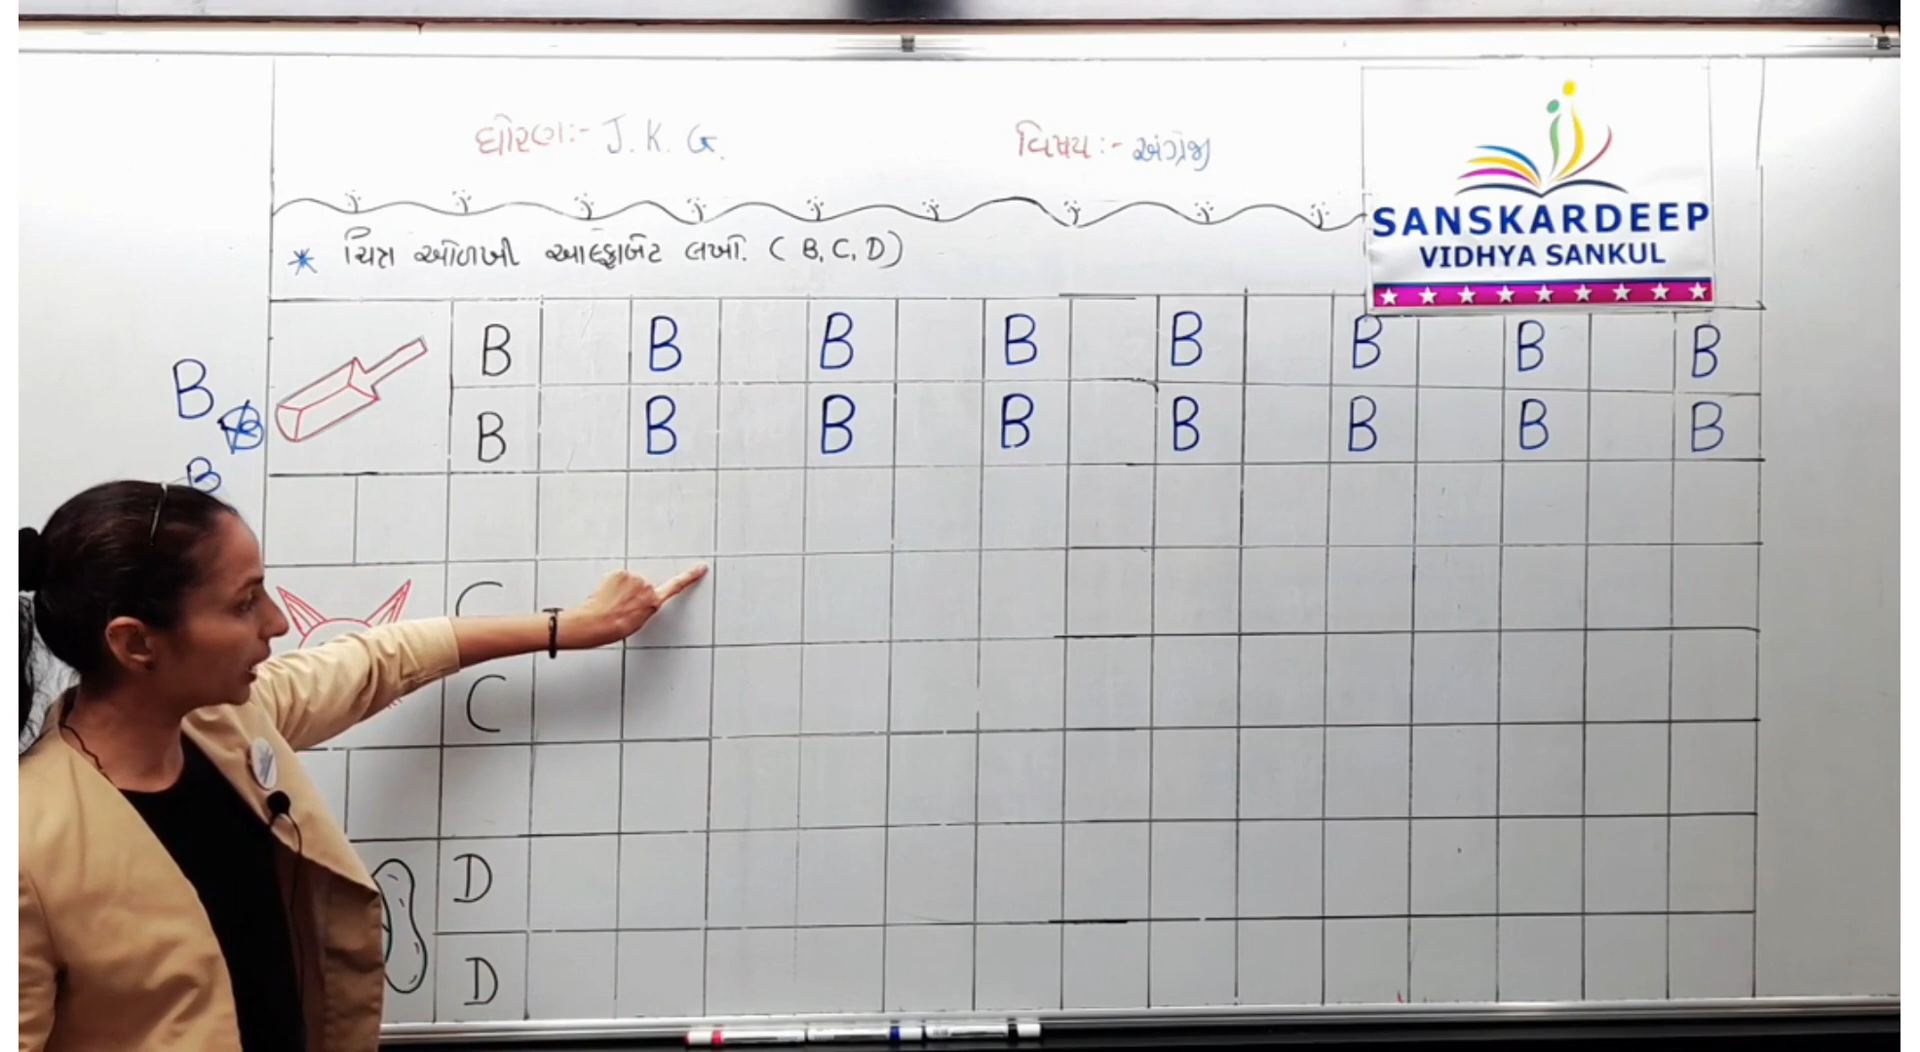 ધોરણ:- J. K. G.
વિષય:- અંગ્રેજી
SANSKARDEEP
VIDHYA SANKUL
* ચિત્ર ઓળખી આલ્ફાબેટ લખો. ( B, C, D )
B B B B B B B B
B
B B B B B B B B
B
C
C
D
D